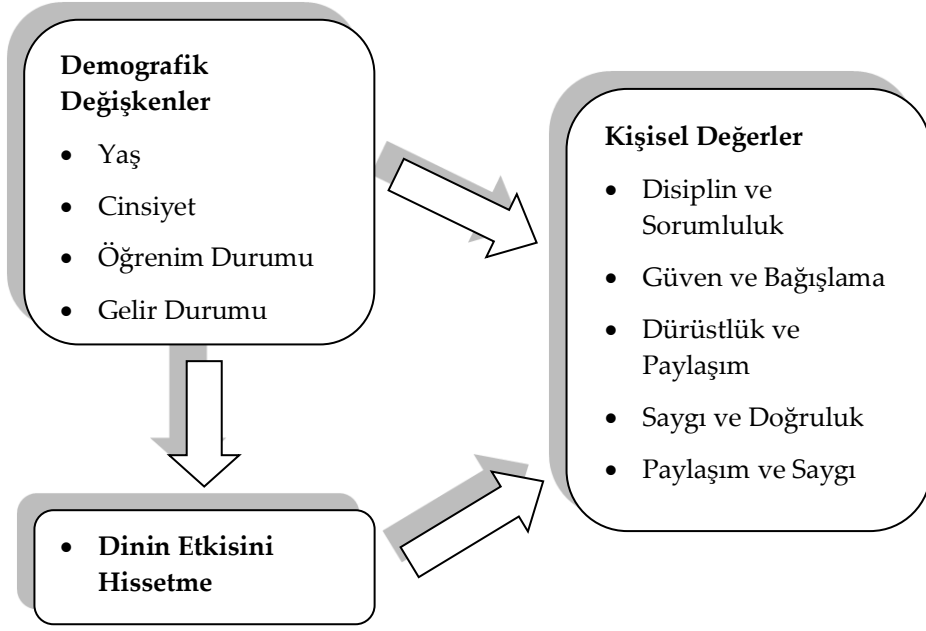 Demografik
Değişkenler
• Yaş
• Cinsiyet
• Öğrenim Durumu
• Gelir Durumu
• Dinin Etkisini
Hissetme
Kişisel Değerler
• Disiplin ve
Sorumluluk
• Güven ve Bağışlama
• Dürüstlük ve
Paylaşım
• Saygı ve Doğruluk
• Paylaşım ve Saygı